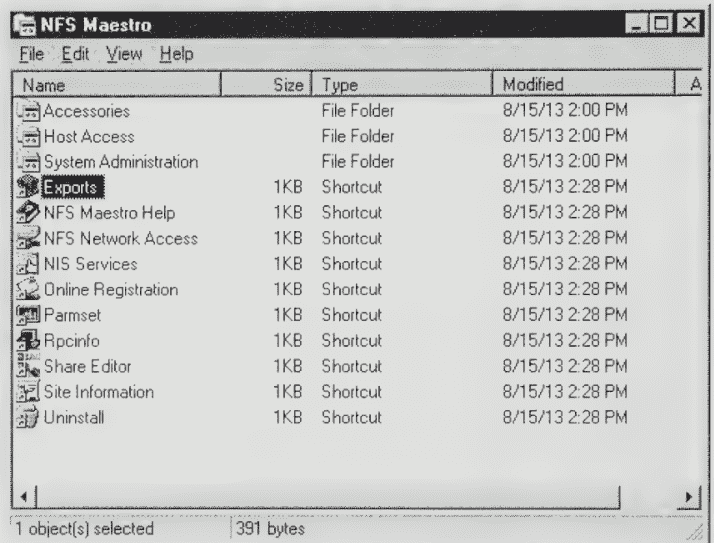 NFS Maestro
File Edit View Help
Name Size Type Modified A
Accessories File Folder 8/15/13 2:00 PM
Host Access File Folder 8/15/13 2:00 PM
System Administration File Folder 8/15/13 2:00 PM
Exports 1KB Shortcut 8/15/13 2:28 PM
NFS Maestro Help 1KB Shortcut 8/15/13 2:28 PM
NFS Network Access 1KB Shortcut 8/15/13 2:28 PM
NIS Services 1KB Shortcut 8/15/13 2:28 PM
Online Registration 1KB Shortcut 8/15/13 2:28 PM
Parmset 1KB Shortcut 8/15/13 2:28 PM
Rpcinfo 1KB Shortcut 8/15/13 2:28 PM
Share Editor 1KB Shortcut 8/15/13 2:28 PM
Site Information 1KB Shortcut 8/15/13 2:28 PM
Uninstall 1KB Shortcut 8/15/13 2:28 PM
1 object(s) selected 391 bytes